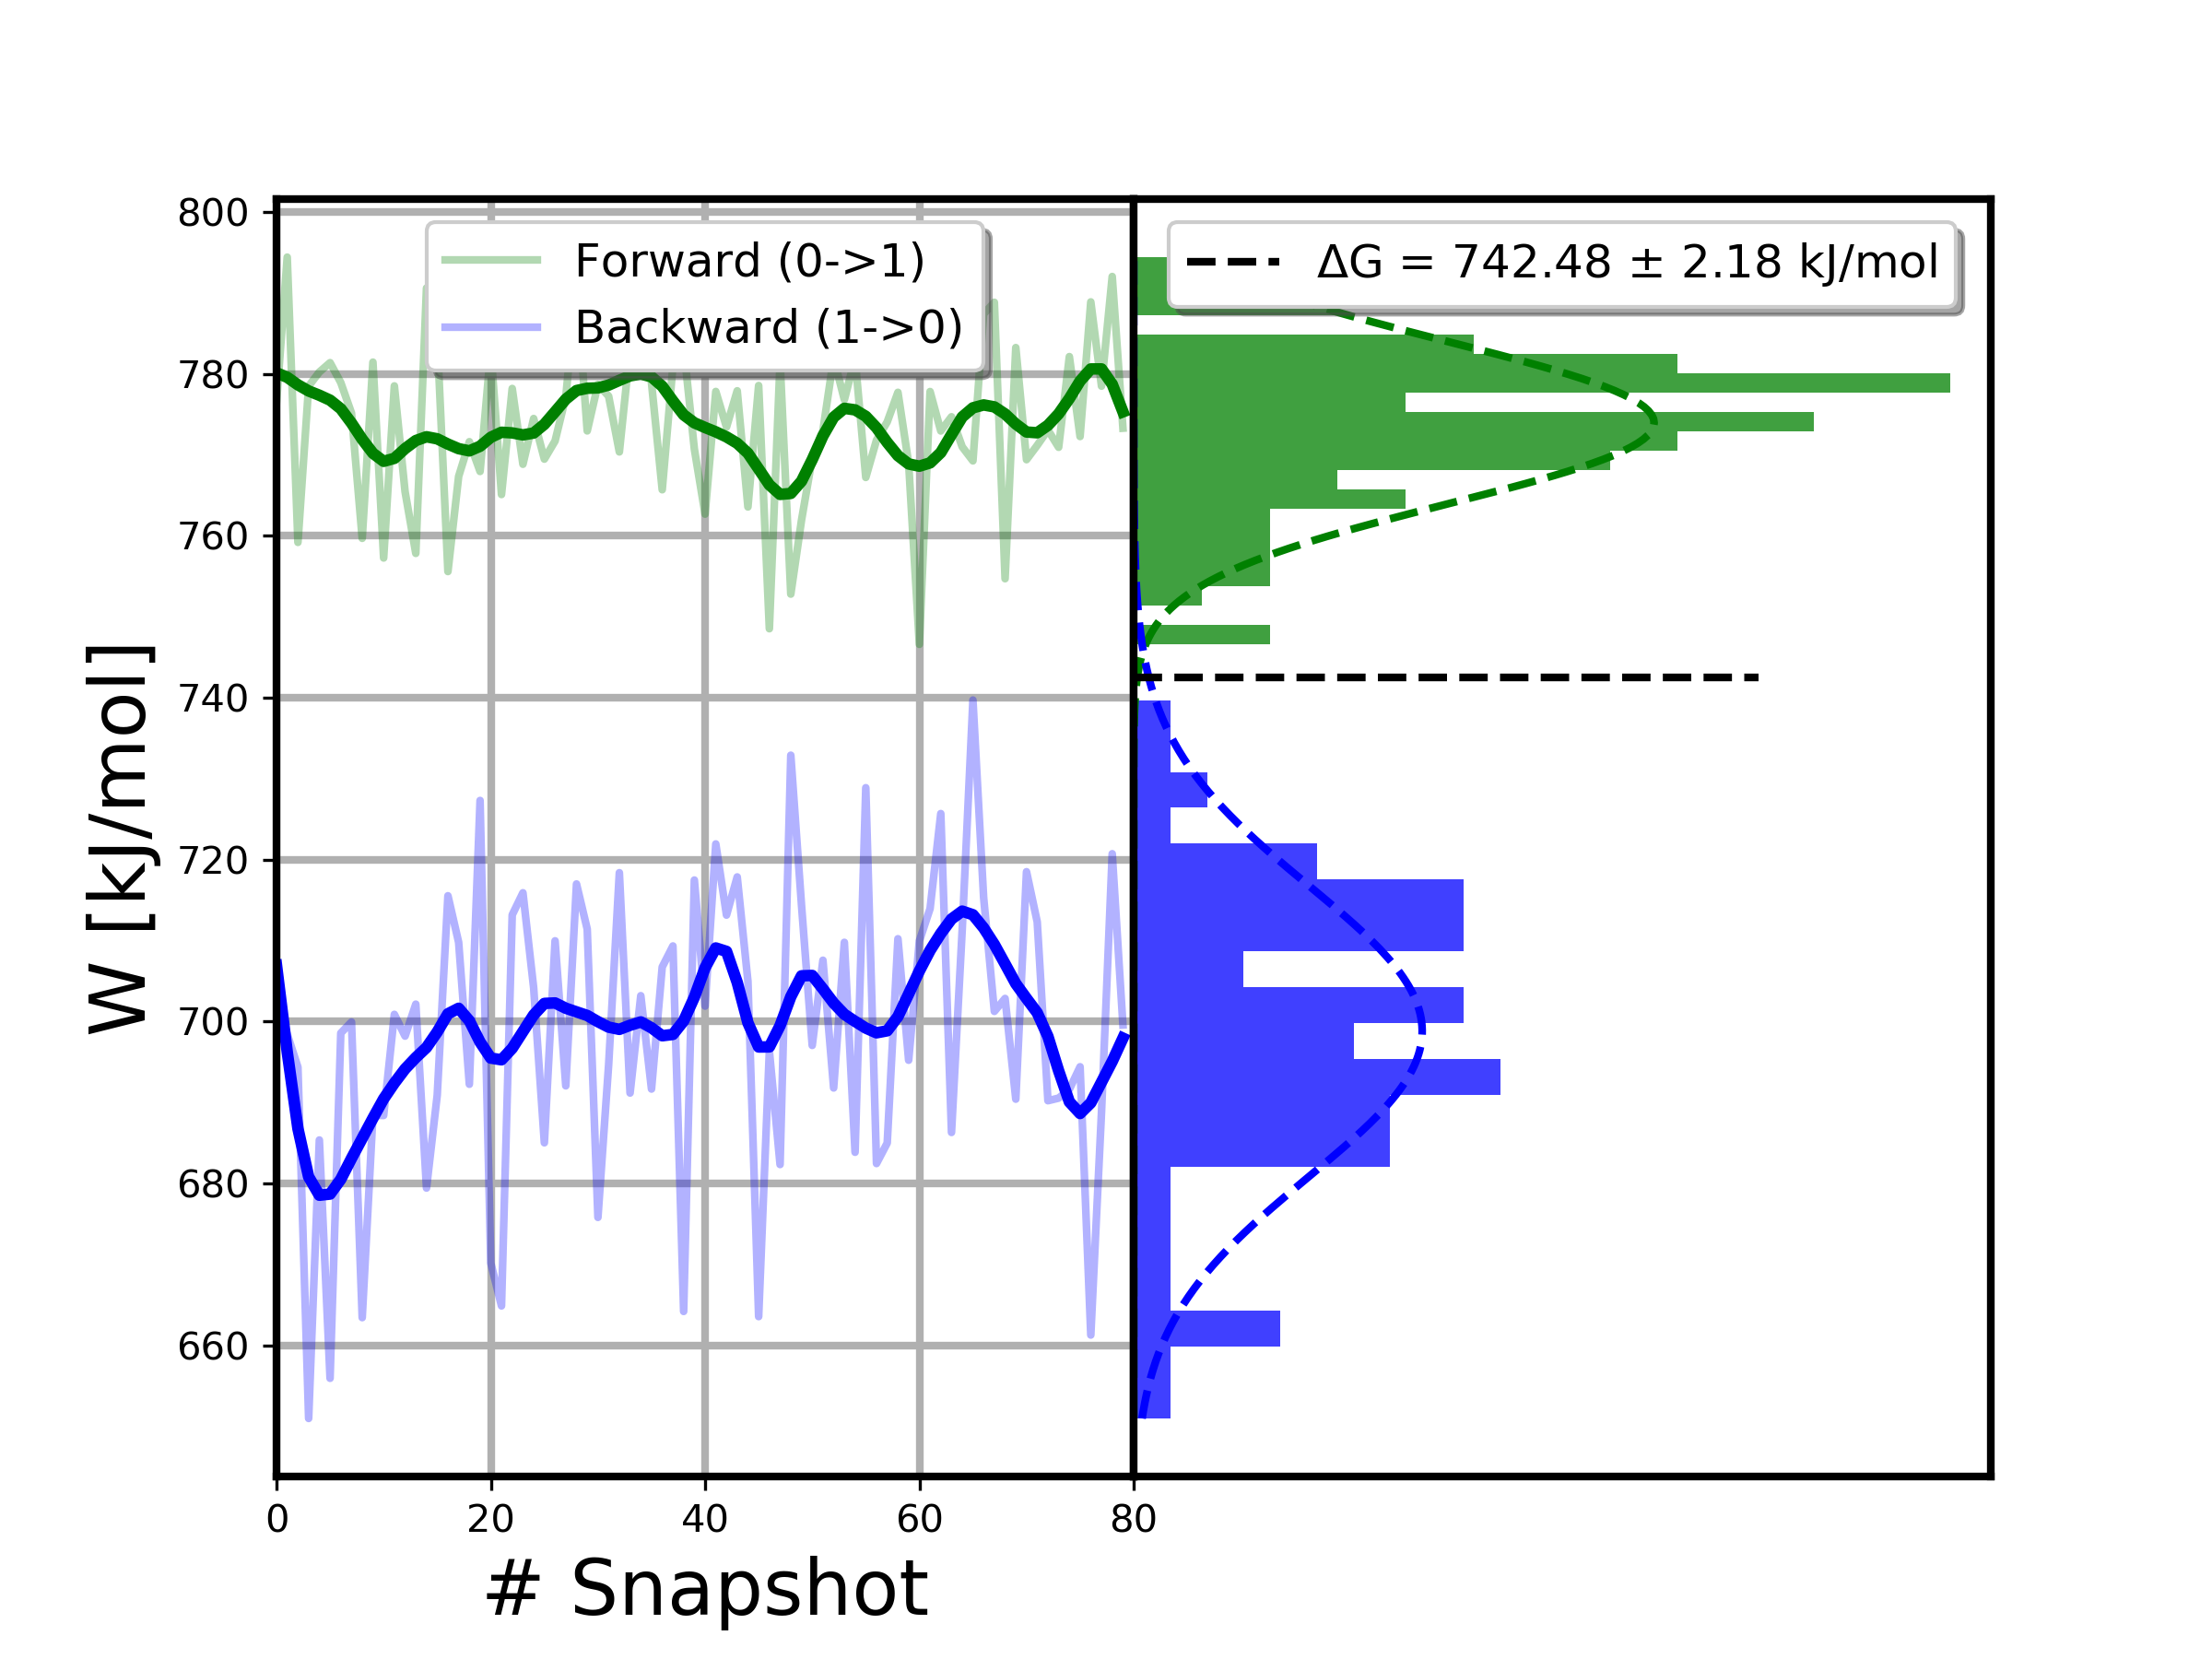 800
780
760
740
720
700
680
660
W [kJ/mol]
Forward (0->1)
Backward (1->0)
ΔG = 742.48 ± 2.18 kJ/mol
0 20 40 60 80
# Snapshot